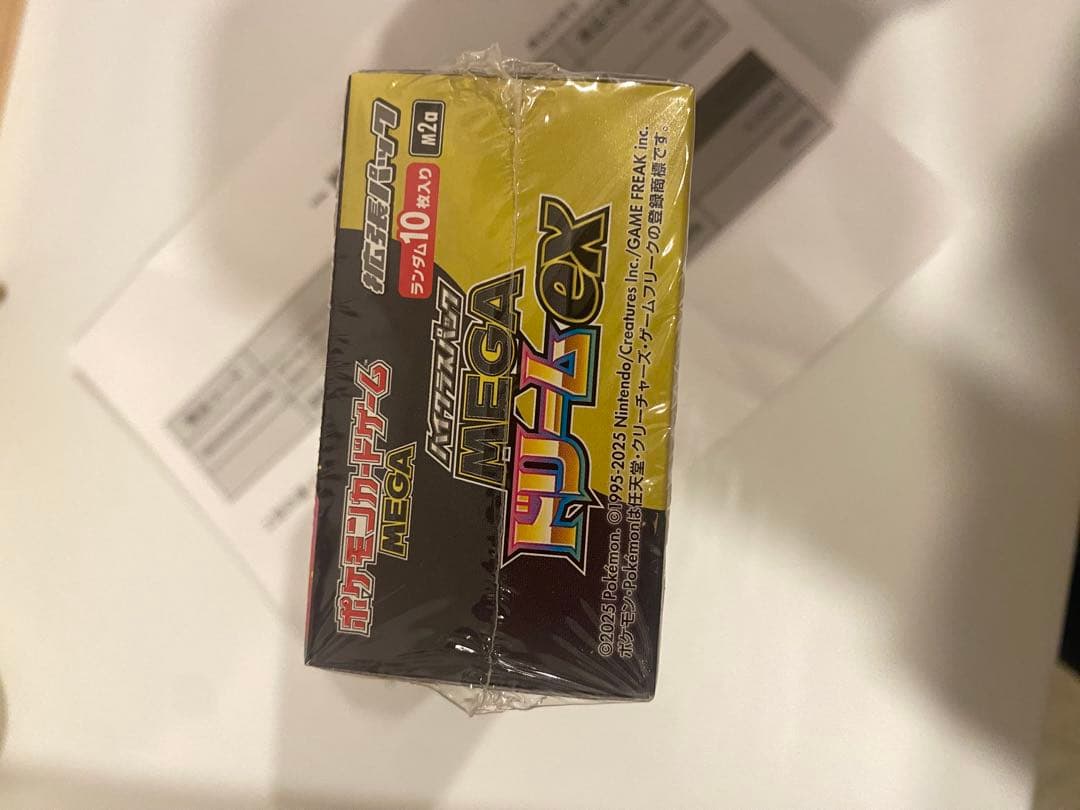 ポケモンカードゲーム
MEGA
拡張パック
ランダム10枚入り
M2a
ハイクラスパック
MEGA
ドリームex
©2025 Pokémon. ©1995-2025 Nintendo/Creatures Inc./GAME FREAK inc.
ポケモン・Pokémonは任天堂・クリーチャーズ・ゲームフリークの登録商標です。